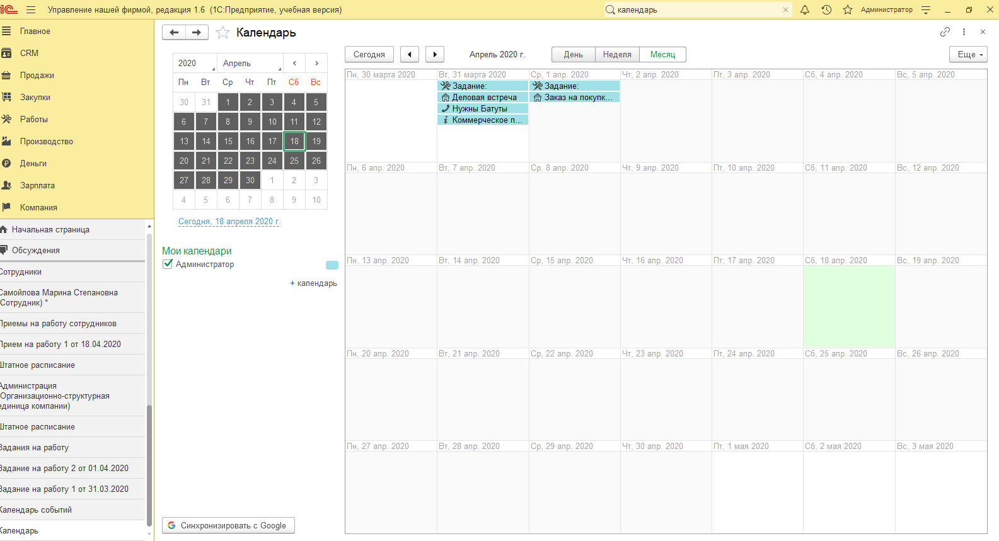 Управление нашей фирмой, редакция 1.6 (1С:Предприятие, учебная версия)
календарь
Администратор
Главное
CRM
Продажи
Закупки
Работы
Производство
Деньги
Зарплата
Компания
Начальная страница
Обсуждения
Сотрудники
Самойлова Марина Степановна
Сотрудник) *
Приемы на работу сотрудников
Прием на работу 1 от 18.04.2020
Штатное расписание
Администрация
Организационно-структурная
единица компании)
Штатное расписание
Задания на работу
Задание на работу 2 от 01.04.2020
Задание на работу 1 от 31.03.2020
Календарь событий
Календарь
Календарь
2020 Апрель
Пн Вт Ср Чт Пт Сб Вс
30 31 1 2 3 4 5
6 7 8 9 10 11 12
13 14 15 16 17 18 19
20 21 22 23 24 25 26
27 28 29 30 1 2 3
4 5 6 7 8 9 10
Сегодня, 18 апреля 2020 г.
Мои календари
Администратор
+ календарь
Синхронизировать с Google
Сегодня Апрель 2020 г. День Неделя Месяц Еще
Пн, 30 марта 2020 Вт, 31 марта 2020 Ср, 1 апр. 2020 Чт, 2 апр. 2020 Пт, 3 апр. 2020 Сб, 4 апр. 2020 Вс, 5 апр. 2020
Задание: Задание:
Деловая встреча Заказ на покупк...
Нужны Батуты
Коммерческое п...
Пн, 6 апр. 2020 Вт, 7 апр. 2020 Ср, 8 апр. 2020 Чт, 9 апр. 2020 Пт, 10 апр. 2020 Сб, 11 апр. 2020 Вс, 12 апр. 2020
Пн, 13 апр. 2020 Вт, 14 апр. 2020 Ср, 15 апр. 2020 Чт, 16 апр. 2020 Пт, 17 апр. 2020 Сб, 18 апр. 2020 Вс, 19 апр. 2020
Пн, 20 апр. 2020 Вт, 21 апр. 2020 Ср, 22 апр. 2020 Чт, 23 апр. 2020 Пт, 24 апр. 2020 Сб, 25 апр. 2020 Вс, 26 апр. 2020
Пн, 27 апр. 2020 Вт, 28 апр. 2020 Ср, 29 апр. 2020 Чт, 30 апр. 2020 Пт, 1 мая 2020 Сб, 2 мая 2020 Вс, 3 мая 2020